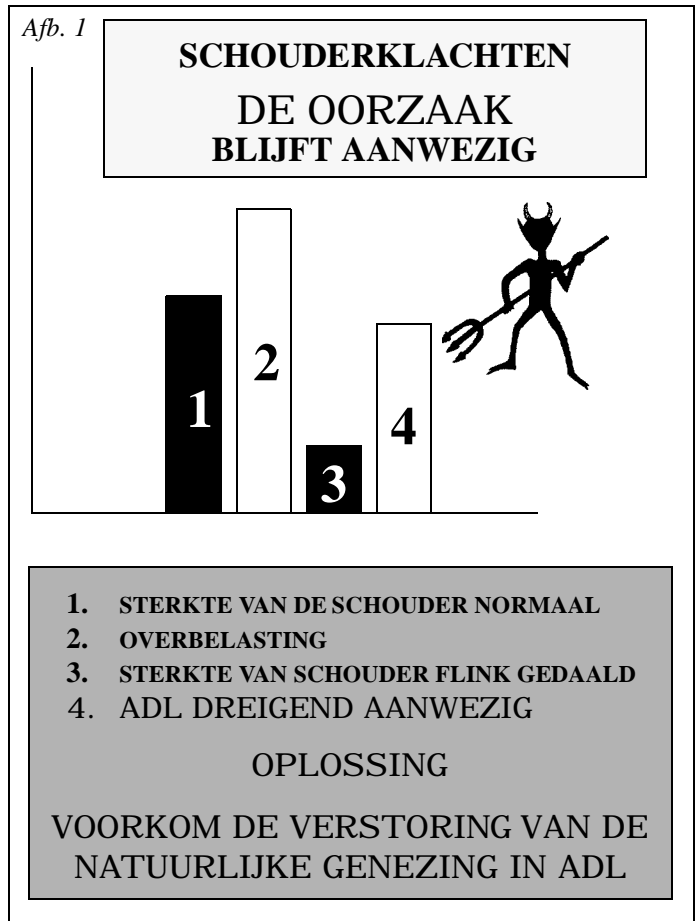 Afb. 1
SCHOUDERKLACHTEN
DE OORZAAK
BLIJFT AANWEZIG
1
2
3
4
1. STERKTE VAN DE SCHOUDER NORMAAL
2. OVERBELASTING
3. STERKTE VAN SCHOUDER FLINK GEDAALD
4. ADL DREIGEND AANWEZIG
OPLOSSING
VOORKOM DE VERSTORING VAN DE
NATUURLIJKE GENEZING IN ADL